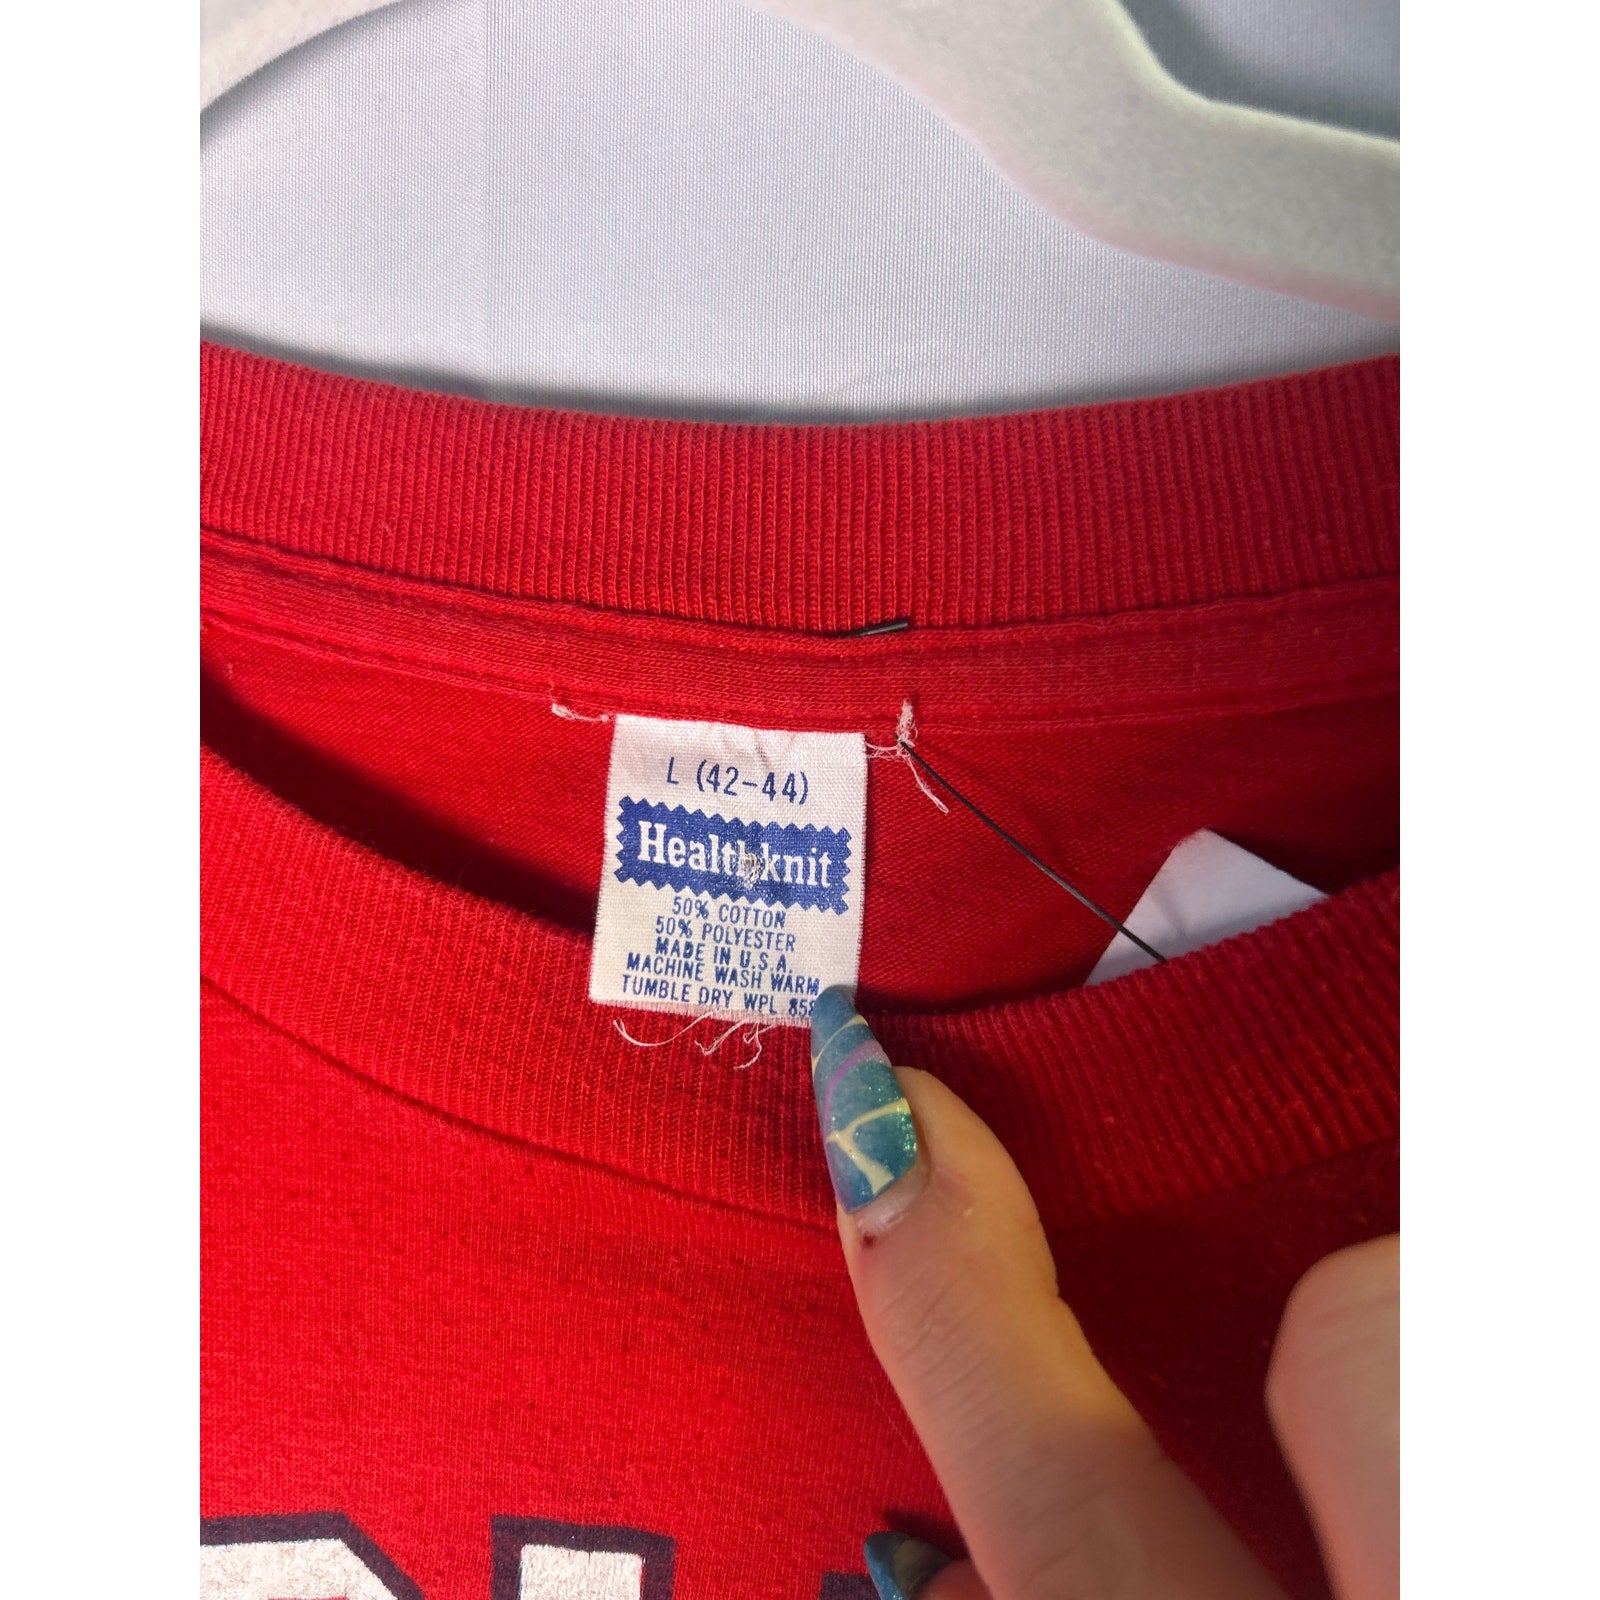 L (42-44)
Healthknit
50% COTTON
50% POLYESTER
MADE IN U.S.A.
MACHINE WASH WARM
TUMBLE DRY WPL